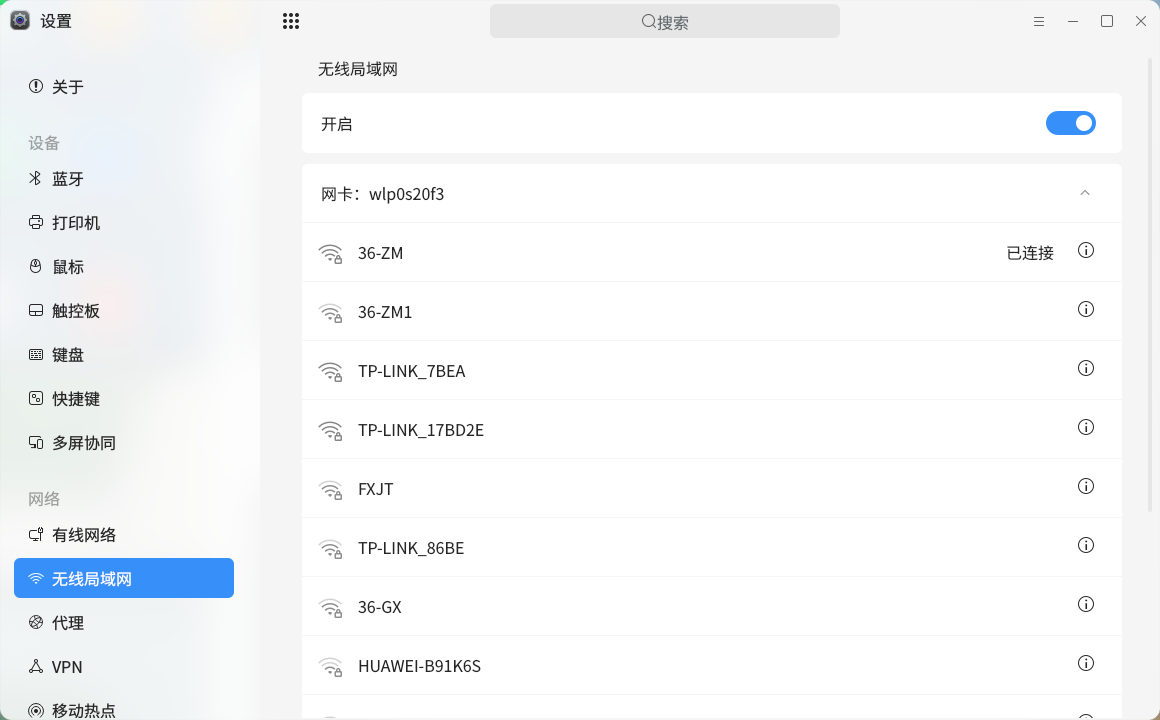 设置
搜索
关于
设备
蓝牙
打印机
鼠标
触控板
键盘
快捷键
多屏协同
网络
有线网络
无线局域网
代理
VPN
移动热点
无线局域网
开启
网卡：wlp0s20f3
36-ZM 已连接
36-ZM1
TP-LINK_7BEA
TP-LINK_17BD2E
FXJT
TP-LINK_86BE
36-GX
HUAWEI-B91K6S